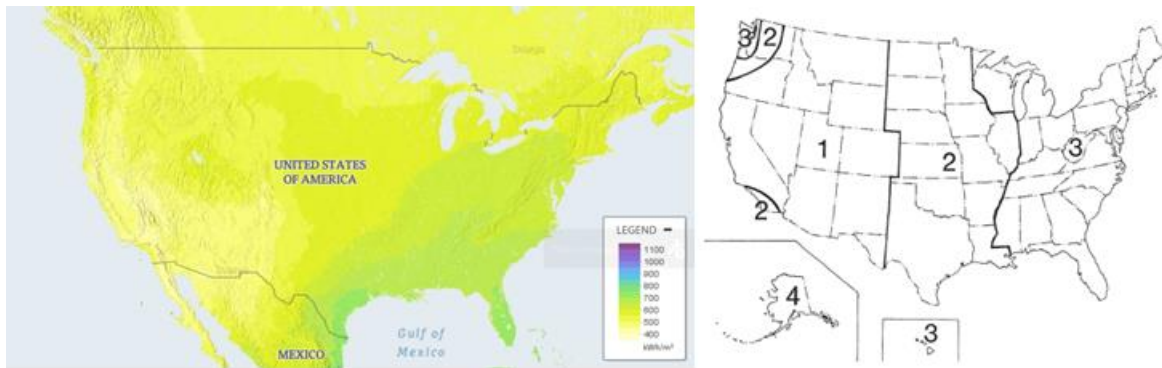 UNITED STATES
OF AMERICA
MEXICO
Gulf of
Mexico
LEGEND
1100
1000
900
800
700
600
500
400
kWh/m²
3
2
1
2
3
2
4
3